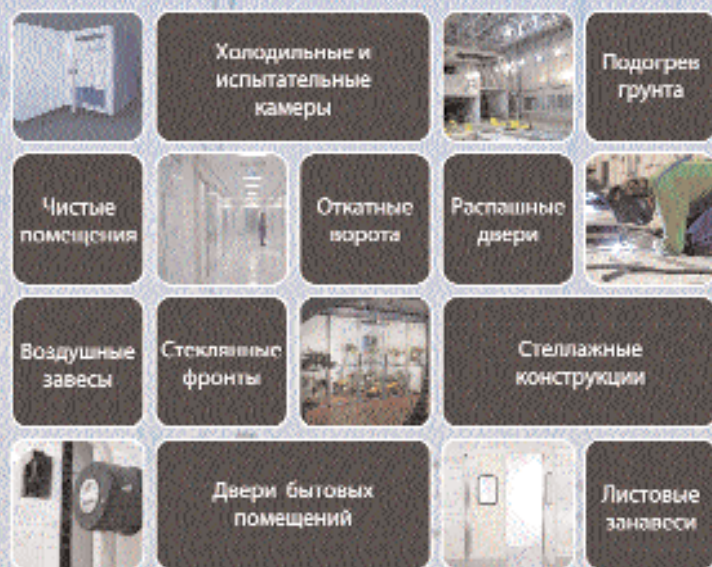 Холодильные и
испытательные
камеры
Подогрев
грунта
Чистые
помещения
Откатные
ворота
Распашные
двери
Воздушные
завесы
Стеклянные
фронты
Стеллажные
конструкции
Двери бытовых
помещений
Листовые
занавеси